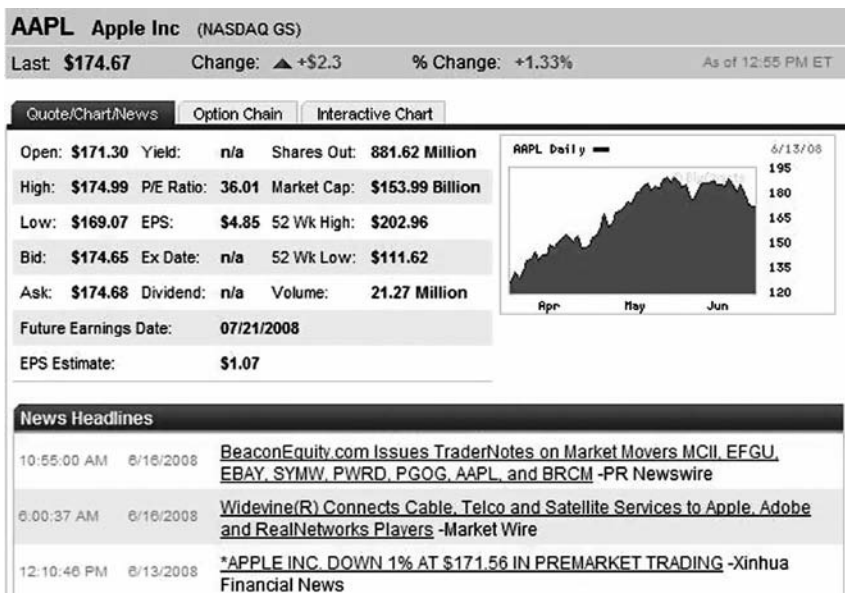 AAPL Apple Inc (NASDAQ GS)
Last: $174.67 Change: ▲ +$2.3 % Change: +1.33% As of 12:55 PM ET
Quote/Chart/News Option Chain Interactive Chart
Open: $171.30 Yield: n/a Shares Out: 881.62 Million
High: $174.99 P/E Ratio: 36.01 Market Cap: $153.99 Billion
Low: $169.07 EPS: $4.85 52 Wk High: $202.96
Bid: $174.65 Ex Date: n/a 52 Wk Low: $111.62
Ask: $174.68 Dividend: n/a Volume: 21.27 Million
Future Earnings Date: 07/21/2008
EPS Estimate: $1.07
AAPL Daily 6/13/08
195
180
165
150
135
120
Apr May Jun
News Headlines
10:55:00 AM 6/16/2008 BeaconEquity.com Issues TraderNotes on Market Movers MCII, EFGU,
EBAY, SYMW, PWRD, PGOG, AAPL, and BRCM -PR Newswire
6:00:37 AM 6/16/2008 Widevine(R) Connects Cable, Telco and Satellite Services to Apple, Adobe
and RealNetworks Players -Market Wire
12:10:46 PM 6/13/2008 *APPLE INC. DOWN 1% AT $171.56 IN PREMARKET TRADING -Xinhua
Financial News